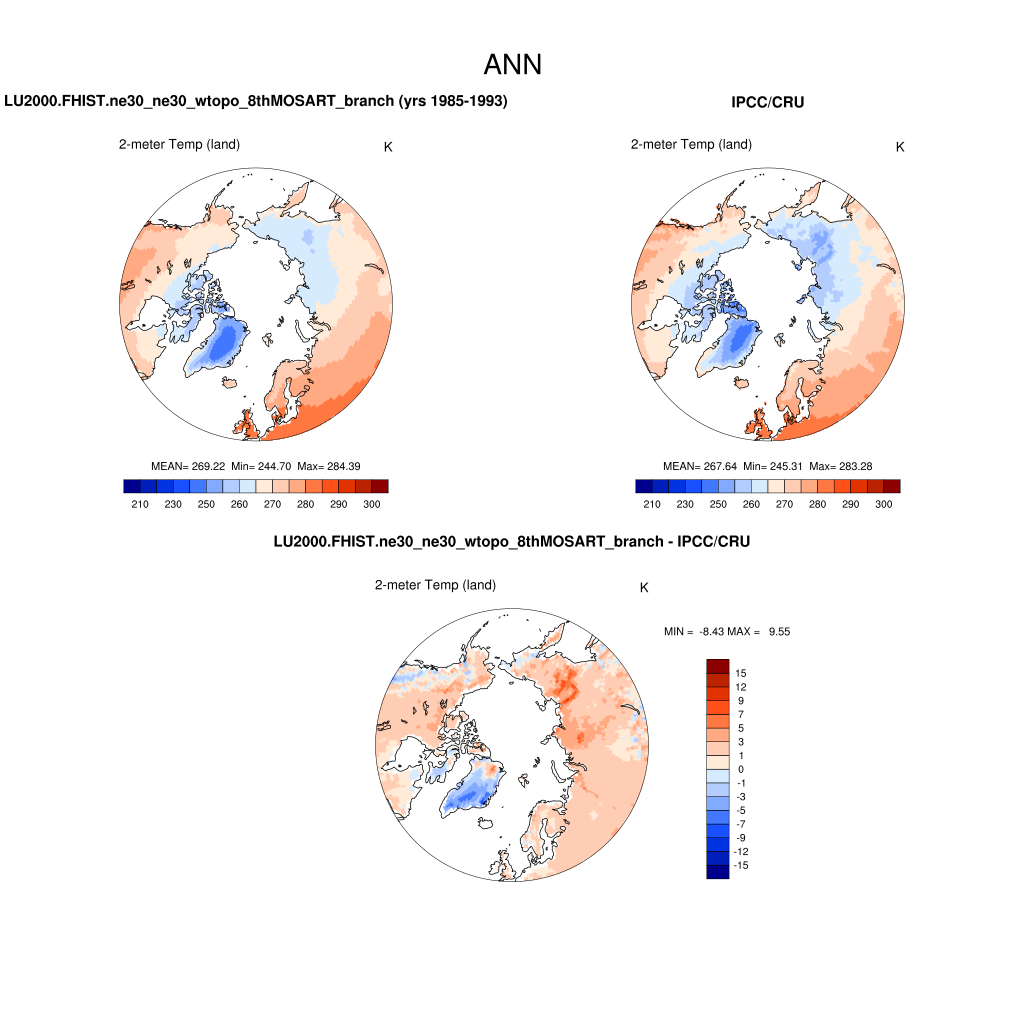 ANN
LU2000.FHIST.ne30_ne30_wtopo_8thMOSART_branch (yrs 1985-1993)
IPCC/CRU
2-meter Temp (land)
K
2-meter Temp (land)
K
MEAN= 269.22 Min= 244.70 Max= 284.39
MEAN= 267.64 Min= 245.31 Max= 283.28
210 230 250 260 270 280 290 300
210 230 250 260 270 280 290 300
LU2000.FHIST.ne30_ne30_wtopo_8thMOSART_branch - IPCC/CRU
2-meter Temp (land)
K
MIN = -8.43 MAX = 9.55
15
12
9
7
5
3
1
0
-1
-3
-5
-7
-9
-12
-15